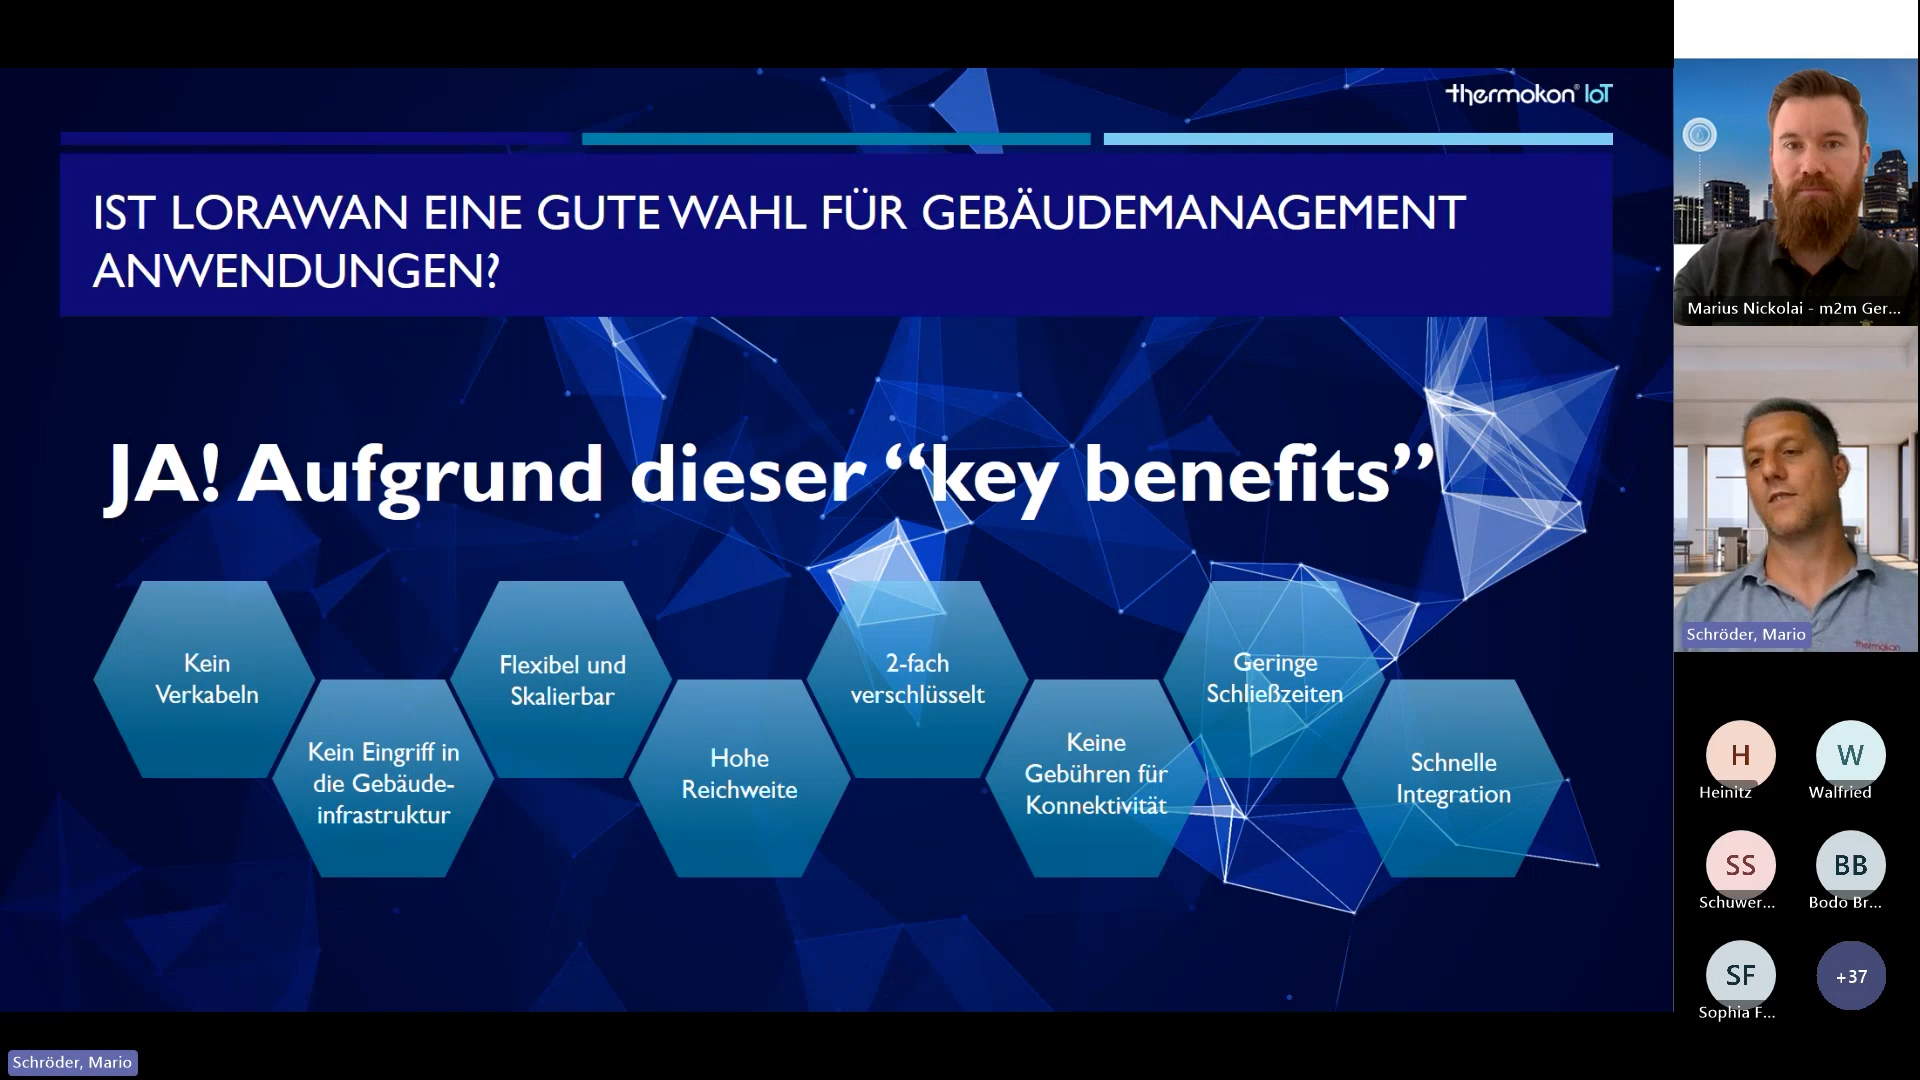 thermokon® IoT
IST LORAWAN EINE GUTE WAHL FÜR GEBÄUDEMANAGEMENT
ANWENDUNGEN?
JA! Aufgrund dieser “key benefits”
Kein
Verkabeln
Kein Eingriff in
die Gebäude-
infrastruktur
Flexibel und
Skalierbar
Hohe
Reichweite
2-fach
verschlüsselt
Keine
Gebühren für
Konnektivität
Geringe
Schließzeiten
Schnelle
Integration
Marius Nickolai - m2m Ger...
thermokon
Schröder, Mario
H
Heinitz
W
Walfried
SS
Schuwer...
BB
Bodo Br...
SF
Sophia F...
+37
Schröder, Mario